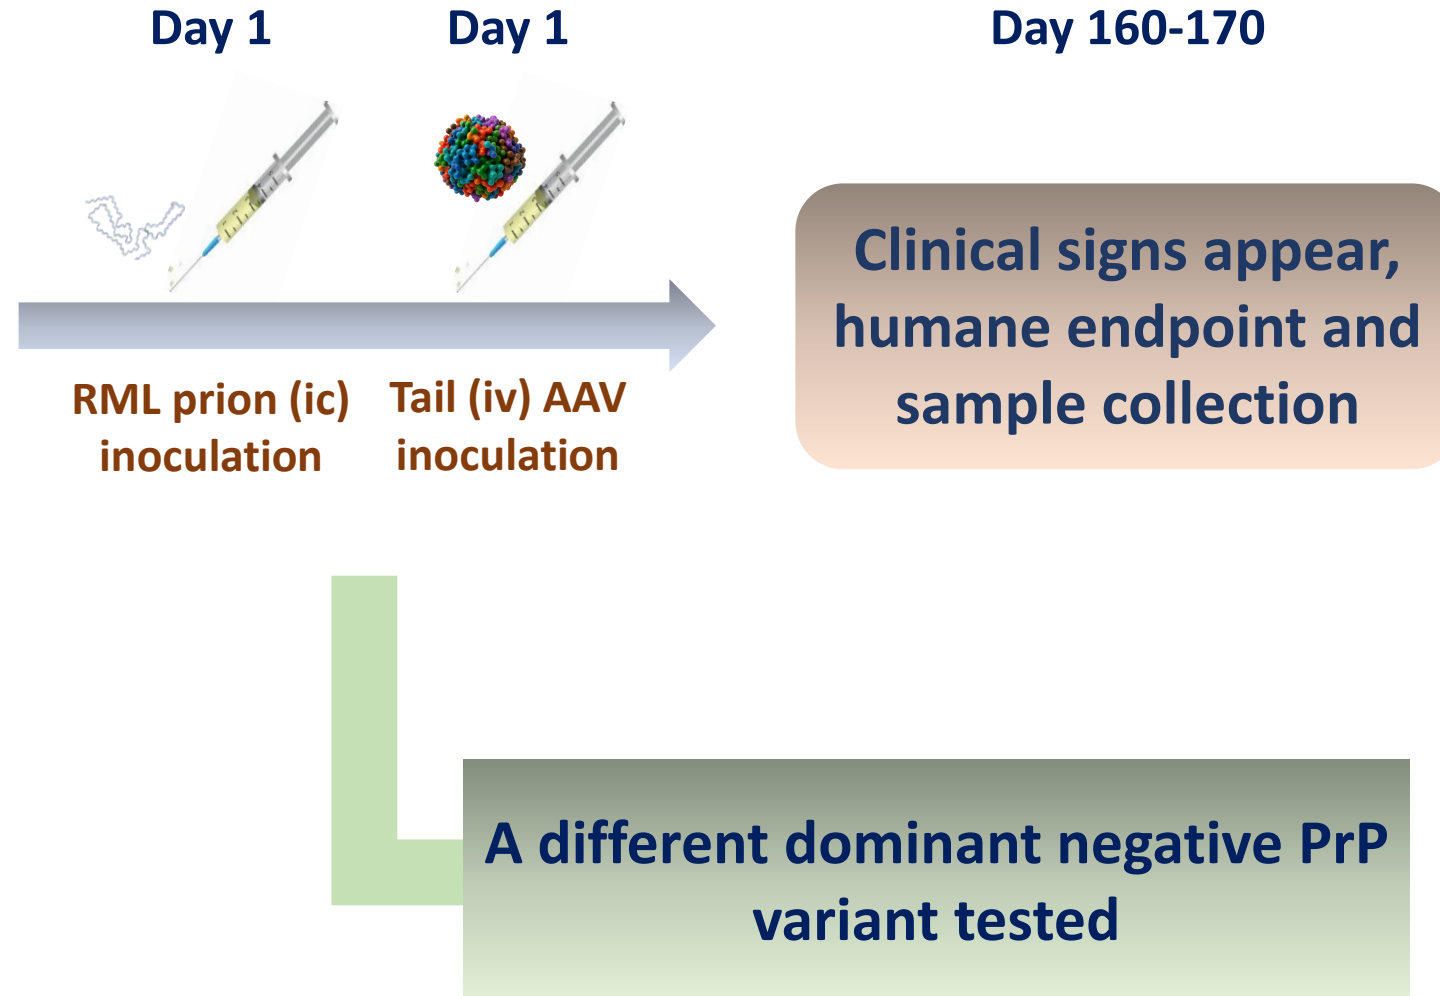 Day 1
Day 1
Day 160-170
RML prion (ic)
inoculation
Tail (iv) AAV
inoculation
Clinical signs appear,
humane endpoint and
sample collection
A different dominant negative PrP
variant tested